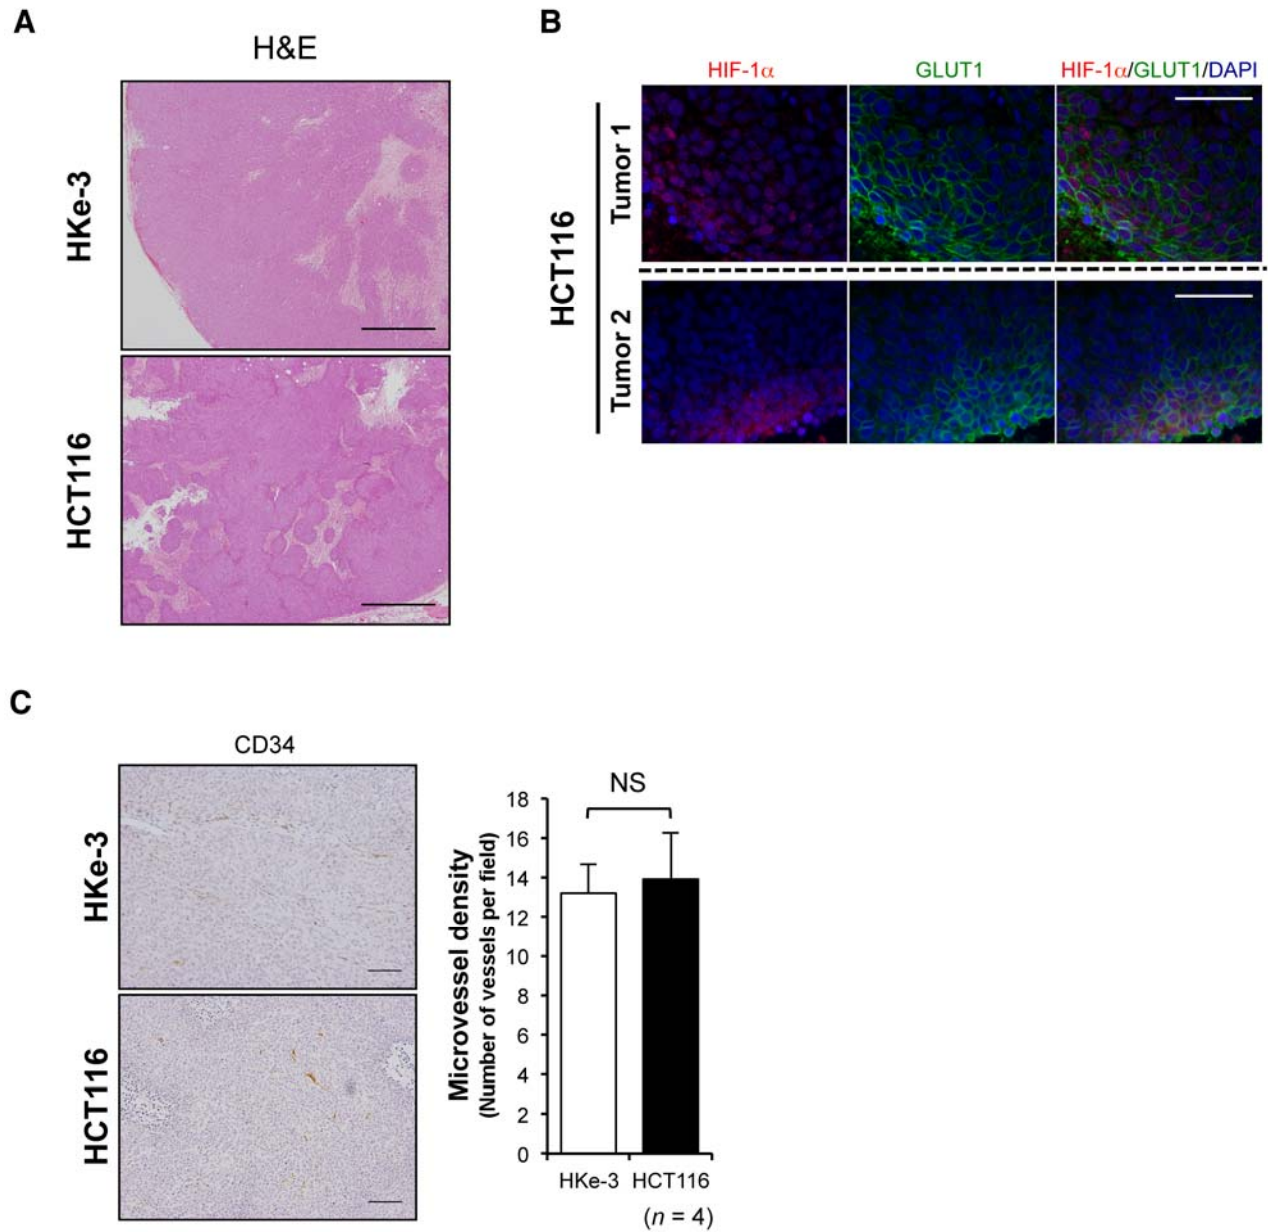 A
H&E
HKe-3
HCT116
B
HIF-1α
GLUT1
HIF-1α/GLUT1/DAPI
HCT116
Tumor 1
Tumor 2
C
CD34
HKe-3
HCT116
NS
Microvessel density
(Number of vessels per field)
18
16
14
12
10
8
6
4
2
0
HKe-3
HCT116
(n = 4)